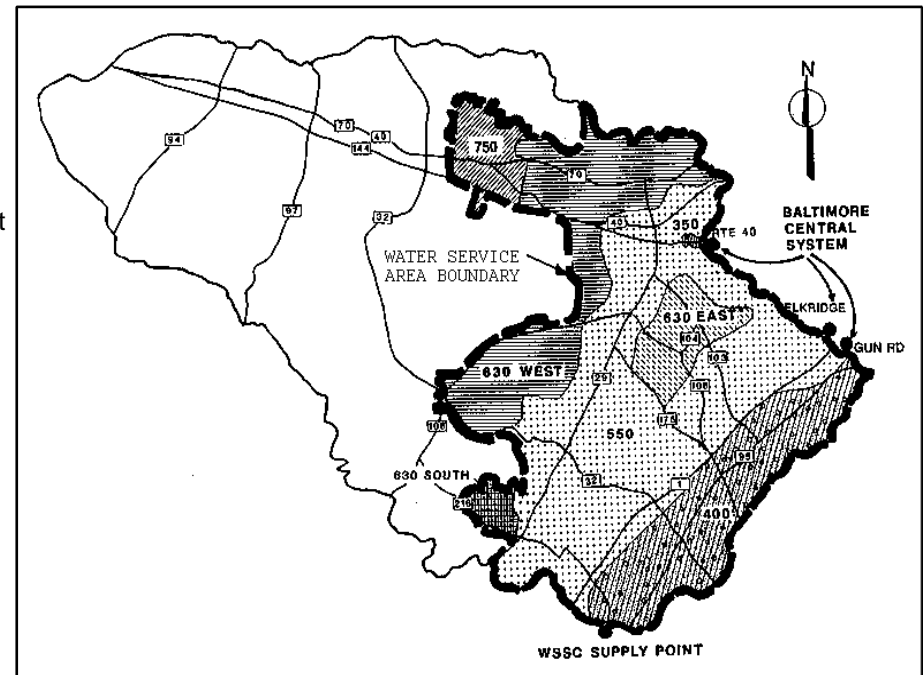 t
N
94
70
40
144
97
32
750
70
40
350
RTE 40
BALTIMORE
CENTRAL
SYSTEM
WATER SERVICE
AREA BOUNDARY
630 EAST
ELKRIDGE
104
103
GUN RD
630 WEST
29
108
108
175
550
95
630 SOUTH
32
1
216
400
WSSC SUPPLY POINT